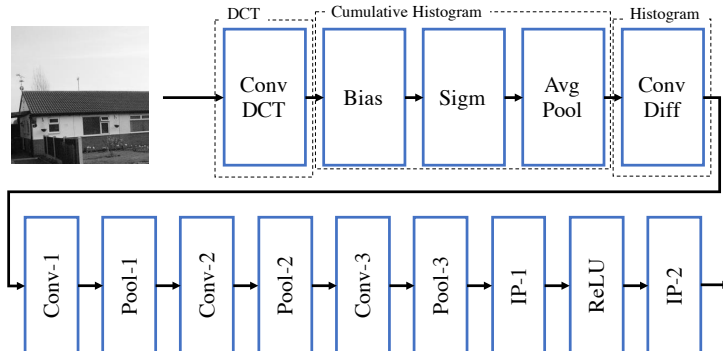 DCT
Cumulative Histogram
Histogram
Conv
DCT
Bias
Sigm
Avg
Pool
Conv
Diff
Conv-1
Pool-1
Conv-2
Pool-2
Conv-3
Pool-3
IP-1
ReLU
IP-2